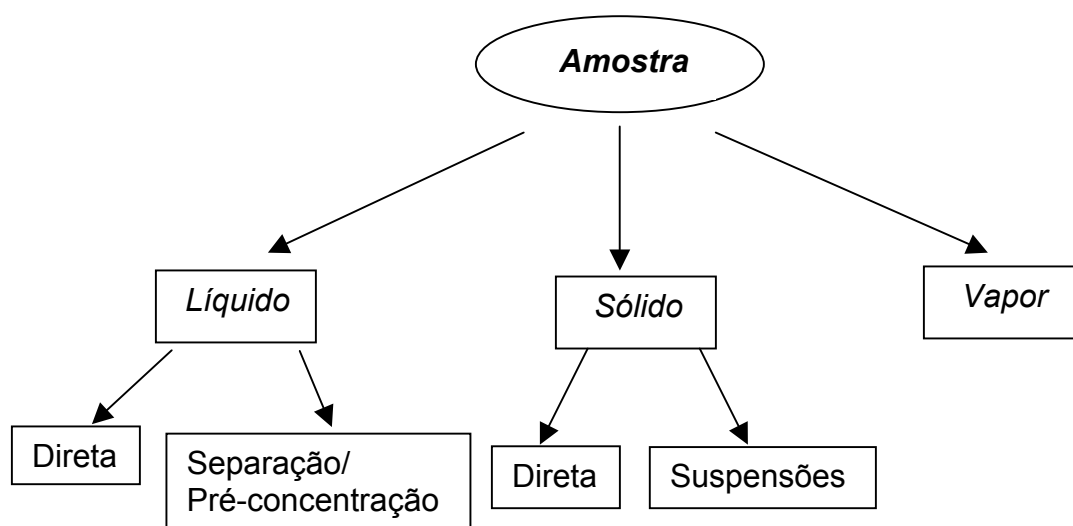 Amostra
Líquido
Sólido
Vapor
Direta
Separação/
Pré-concentração
Direta
Suspensões